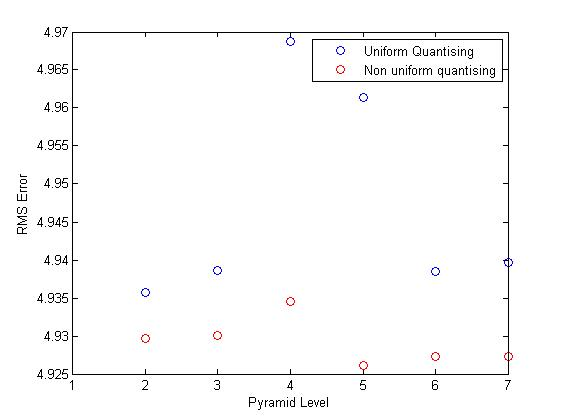 4.97
4.965
4.96
4.955
4.95
4.945
4.94
4.935
4.93
4.925
RMS Error
Uniform Quantising
Non uniform quantising
1 2 3 4 5 6 7
Pyramid Level